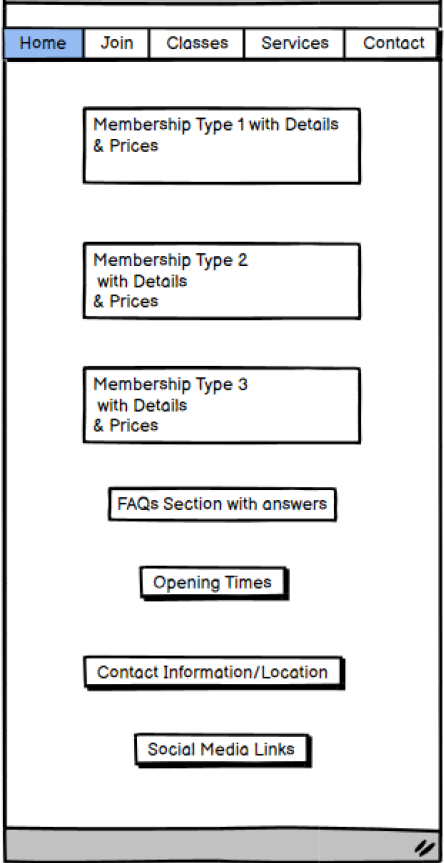 Home Join Classes Services Contact
Membership Type 1 with Details
& Prices
Membership Type 2
with Details
& Prices
Membership Type 3
with Details
& Prices
FAQs Section with answers
Opening Times
Contact Information/Location
Social Media Links